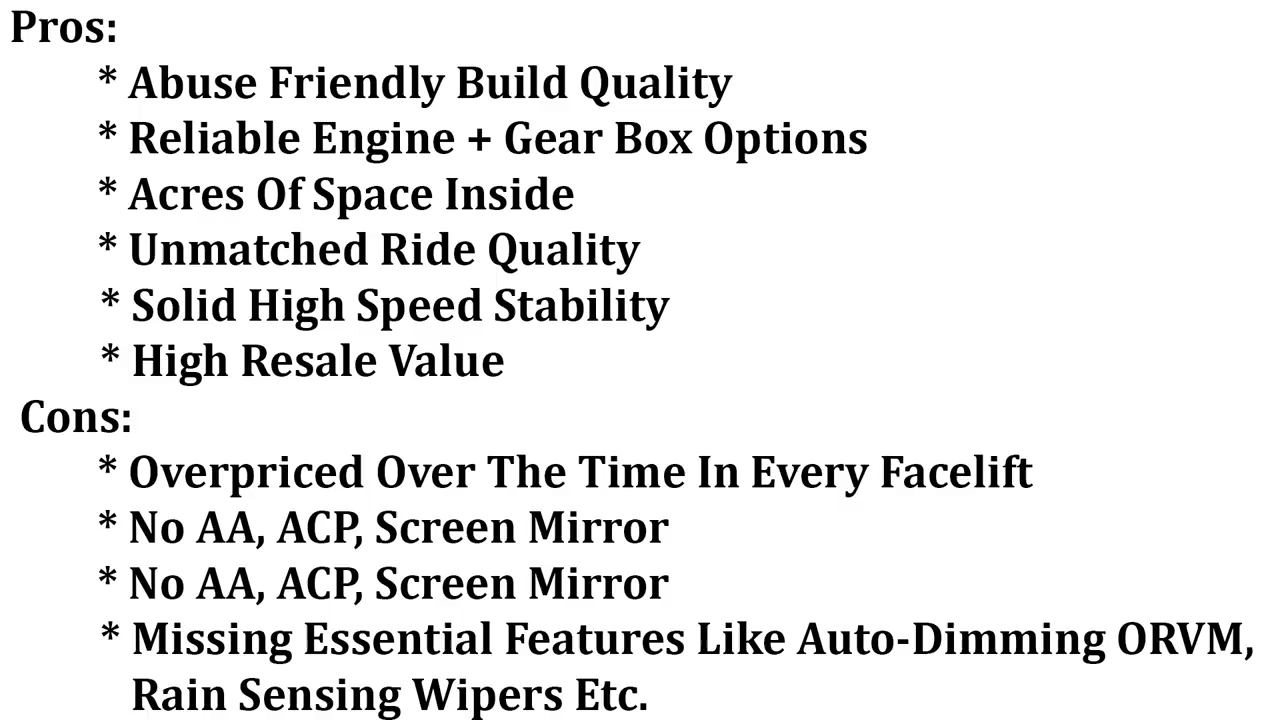 Pros:
* Abuse Friendly Build Quality
* Reliable Engine + Gear Box Options
* Acres Of Space Inside
* Unmatched Ride Quality
* Solid High Speed Stability
* High Resale Value
Cons:
* Overpriced Over The Time In Every Facelift
* No AA, ACP, Screen Mirror
* No AA, ACP, Screen Mirror
* Missing Essential Features Like Auto-Dimming ORVM,
Rain Sensing Wipers Etc.